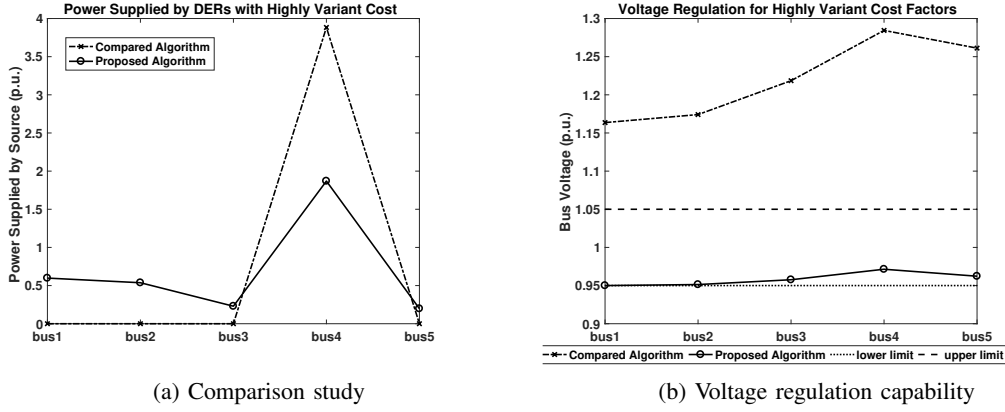 Power Supplied by DERs with Highly Variant Cost
Power Supplied by Source (p.u.)
4
3.5
3
2.5
2
1.5
1
0.5
0
bus1 bus2 bus3 bus4 bus5
Compared Algorithm
Proposed Algorithm
(a) Comparison study
Voltage Regulation for Highly Variant Cost Factors
Bus Voltage (p.u.)
1.3
1.25
1.2
1.15
1.1
1.05
1
0.95
0.9
bus1 bus2 bus3 bus4 bus5
Compared Algorithm Proposed Algorithm lower limit upper limit
(b) Voltage regulation capability